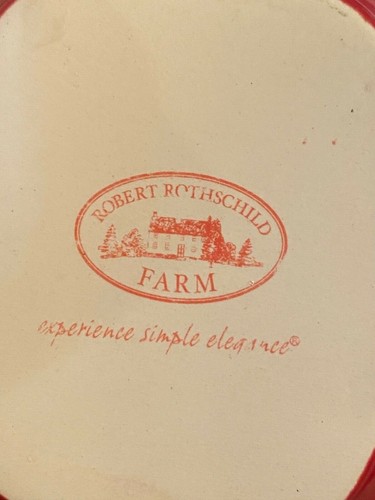 ROBERT ROTHSCHILD
FARM
experience simple elegance®